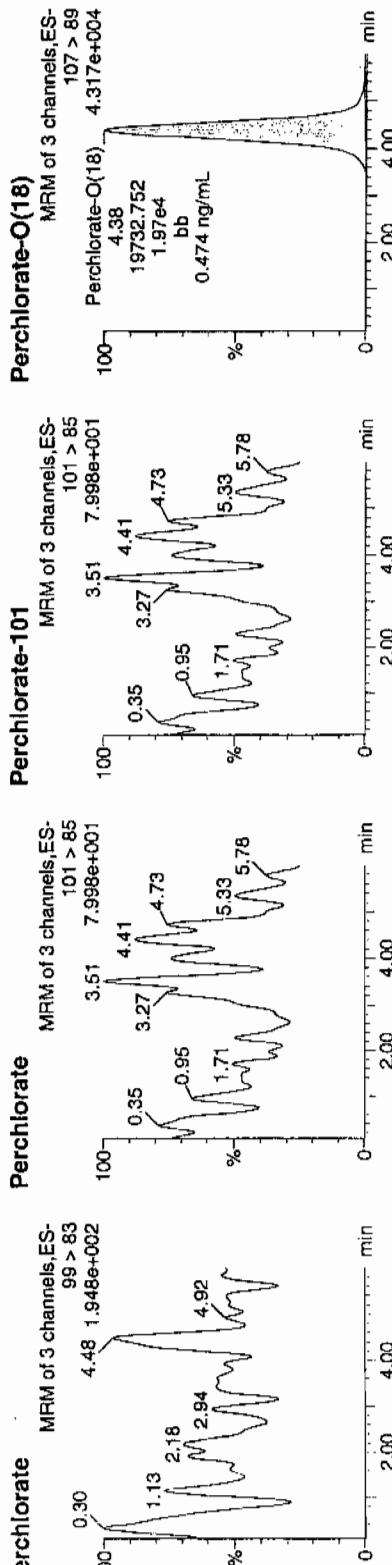 erchlorate
MRM of 3 channels,ES-
99 > 83
1.948e+002
0.30
1.13
2.18
2.94
4.48
4.92
2.00
4.00
min
Perchlorate
MRM of 3 channels,ES-
101 > 85
7.998e+001
100
%
0
0.35
0.95
1.71
3.27
3.51
4.41
4.73
5.33
5.78
2.00
4.00
min
Perchlorate-101
MRM of 3 channels,ES-
101 > 85
7.998e+001
100
%
0
0.35
0.95
1.71
3.27
3.51
4.41
4.73
5.33
5.78
2.00
4.00
min
Perchlorate-O(18)
MRM of 3 channels,ES-
107 > 89
4.317e+004
100
%
0
Perchlorate-O(18)
4.38
19732.752
1.97e4
bb
0.474 ng/mL
2.00
4.00
min